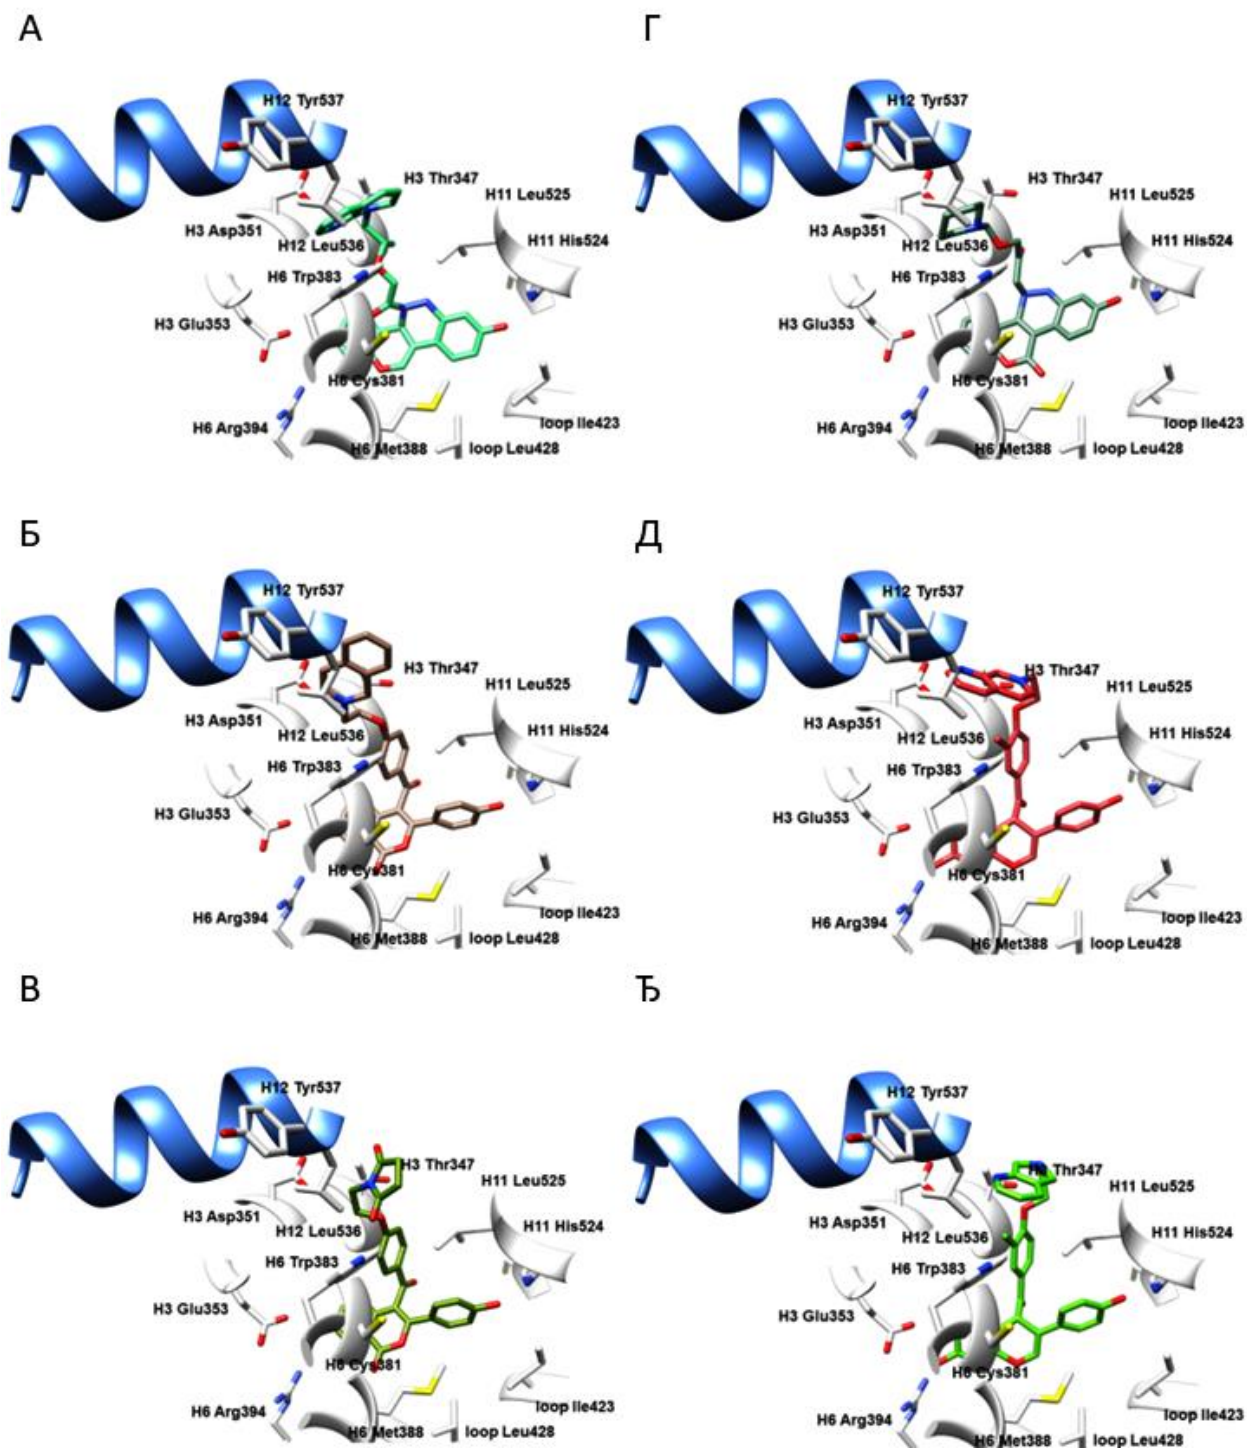 А
H12 Tyr537
H3 Thr347
H11 Leu525
H3 Asp351
H12 Leu536
H11 His524
H6 Trp383
H3 Glu353
H6 Cys381
H6 Arg394
loop Ile423
H6 Met388
loop Leu428
Г
H12 Tyr537
H3 Thr347
H11 Leu525
H3 Asp351
H12 Leu536
H11 His524
H6 Trp383
H3 Glu353
H6 Cys381
H6 Arg394
loop Ile423
H6 Met388
loop Leu428
Б
H12 Tyr537
H3 Thr347
H11 Leu525
H3 Asp351
H12 Leu536
H11 His524
H6 Trp383
H3 Glu353
H6 Cys381
H6 Arg394
loop Ile423
H6 Met388
loop Leu428
Д
H12 Tyr537
H3 Thr347
H11 Leu525
H3 Asp351
H12 Leu536
H11 His524
H6 Trp383
H3 Glu353
H6 Cys381
H6 Arg394
loop Ile423
H6 Met388
loop Leu428
В
H12 Tyr537
H3 Thr347
H11 Leu525
H3 Asp351
H12 Leu536
H11 His524
H6 Trp383
H3 Glu353
H6 Cys381
H6 Arg394
loop Ile423
H6 Met388
loop Leu428
Ђ
H12 Tyr537
H3 Thr347
H11 Leu525
H3 Asp351
H12 Leu536
H11 His524
H6 Trp383
H3 Glu353
H6 Cys381
H6 Arg394
loop Ile423
H6 Met388
loop Leu428